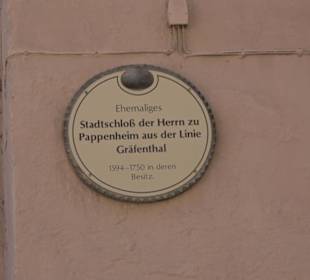 Ehemaliges
Stadtschloß der Herrn zu
Pappenheim aus der Linie
Gräfenthal
1594-1750 in deren
Besitz.